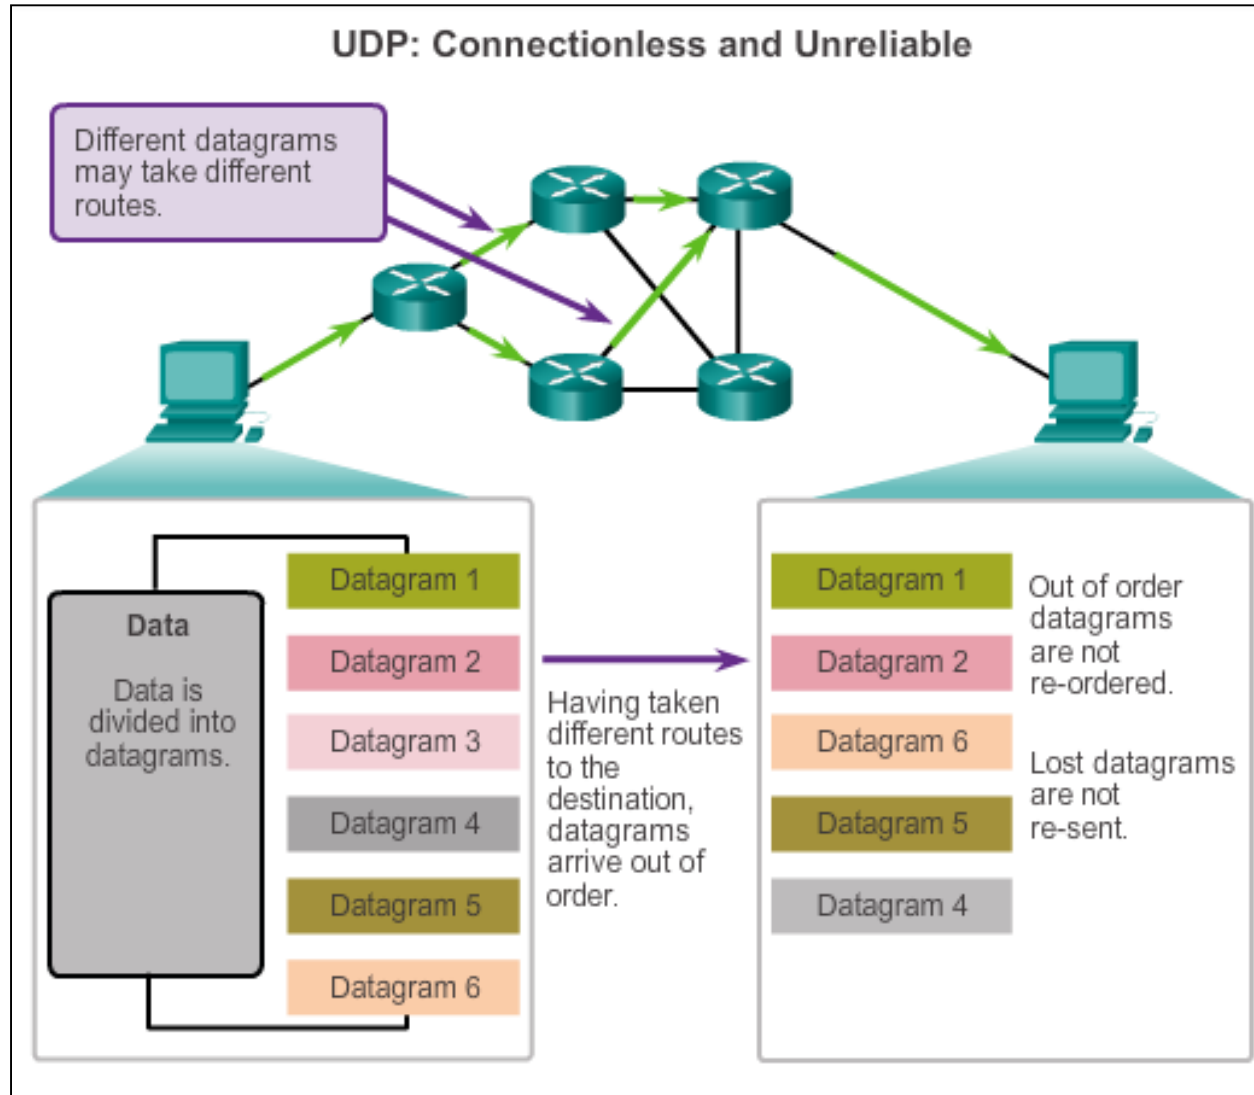 UDP: Connectionless and Unreliable
Different datagrams
may take different
routes.
Data
Data is
divided into
datagrams.
Datagram 1
Datagram 2
Datagram 3
Datagram 4
Datagram 5
Datagram 6
Having taken
different routes
to the
destination,
datagrams
arrive out of
order.
Datagram 1
Datagram 2
Datagram 6
Datagram 5
Datagram 4
Out of order
datagrams
are not
re-ordered.
Lost datagrams
are not
re-sent.